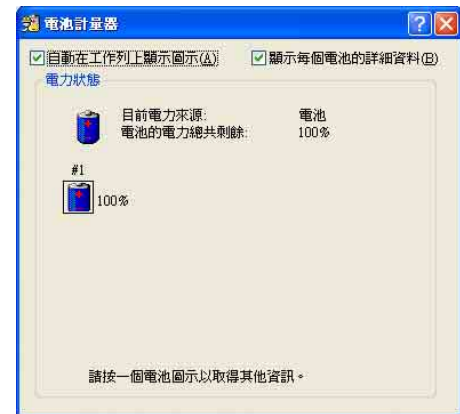 電池計量器
自動在工作列上顯示圖示(A) 顯示每個電池的詳細資料(B)
電力狀態
目前電力來源: 電池
電池的電力總共剩餘: 100%
#1
100%
請按一個電池圖示以取得其他資訊。